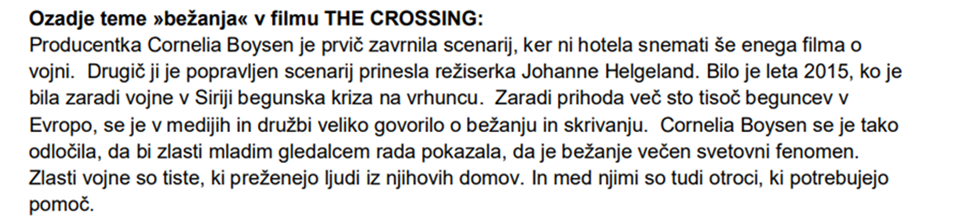 Ozadje teme »bežanja« v filmu THE CROSSING:
Producentka Cornelia Boysen je prvič zavrnila scenarij, ker ni hotela snemati še enega filma o
vojni.  Drugič ji je popravljen scenarij prinesla režiserka Johanne Helgeland. Bilo je leta 2015, ko je
bila zaradi vojne v Siriji begunska kriza na vrhuncu.  Zaradi prihoda več sto tisoč beguncev v
Evropo, se je v medijih in družbi veliko govorilo o bežanju in skrivanju.  Cornelia Boysen se je tako
odločila, da bi zlasti mladim gledalcem rada pokazala, da je bežanje večen svetovni fenomen.
Zlasti vojne so tiste, ki preženejo ljudi iz njihovih domov. In med njimi so tudi otroci, ki potrebujejo
pomoč.